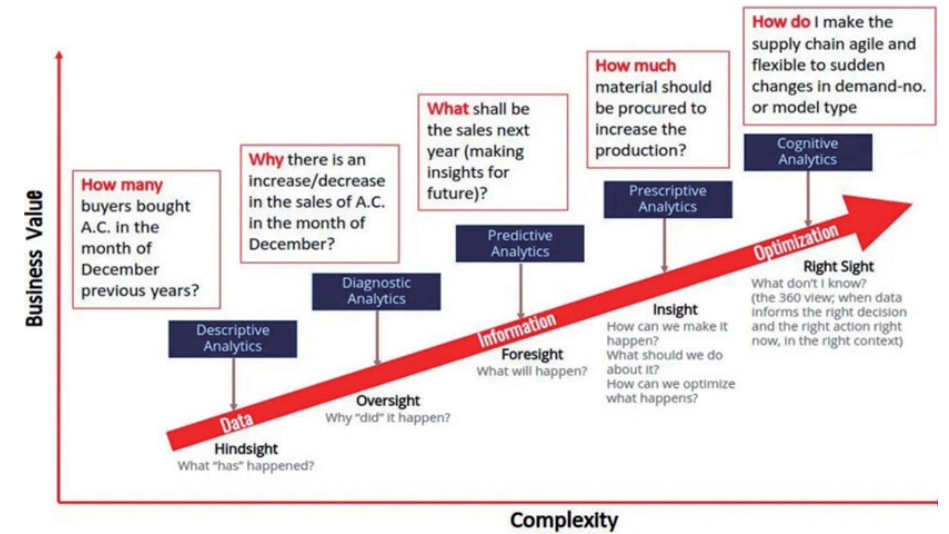 Business Value
How many
buyers bought
A.C. in the
month of
December
previous years?
Why there is an
increase/decrease
in the sales of A.C.
in the month of
December?
What shall be
the sales next
year (making
insights for
future)?
How much
material should
be procured to
increase the
production?
How do I make the
supply chain agile and
flexible to sudden
changes in demand-no.
or model type
Descriptive
Analytics
Diagnostic
Analytics
Predictive
Analytics
Prescriptive
Analytics
Cognitive
Analytics
Data
Information
Optimization
Hindsight
What "has" happened?
Oversight
Why "did" it happen?
Foresight
What will happen?
Insight
How can we make it
happen?
What should we do
about it?
How can we optimize
what happens?
Right Sight
What don't I know?
(the 360 view; when data
informs the right decision
and the right action right
now, in the right context)
Complexity